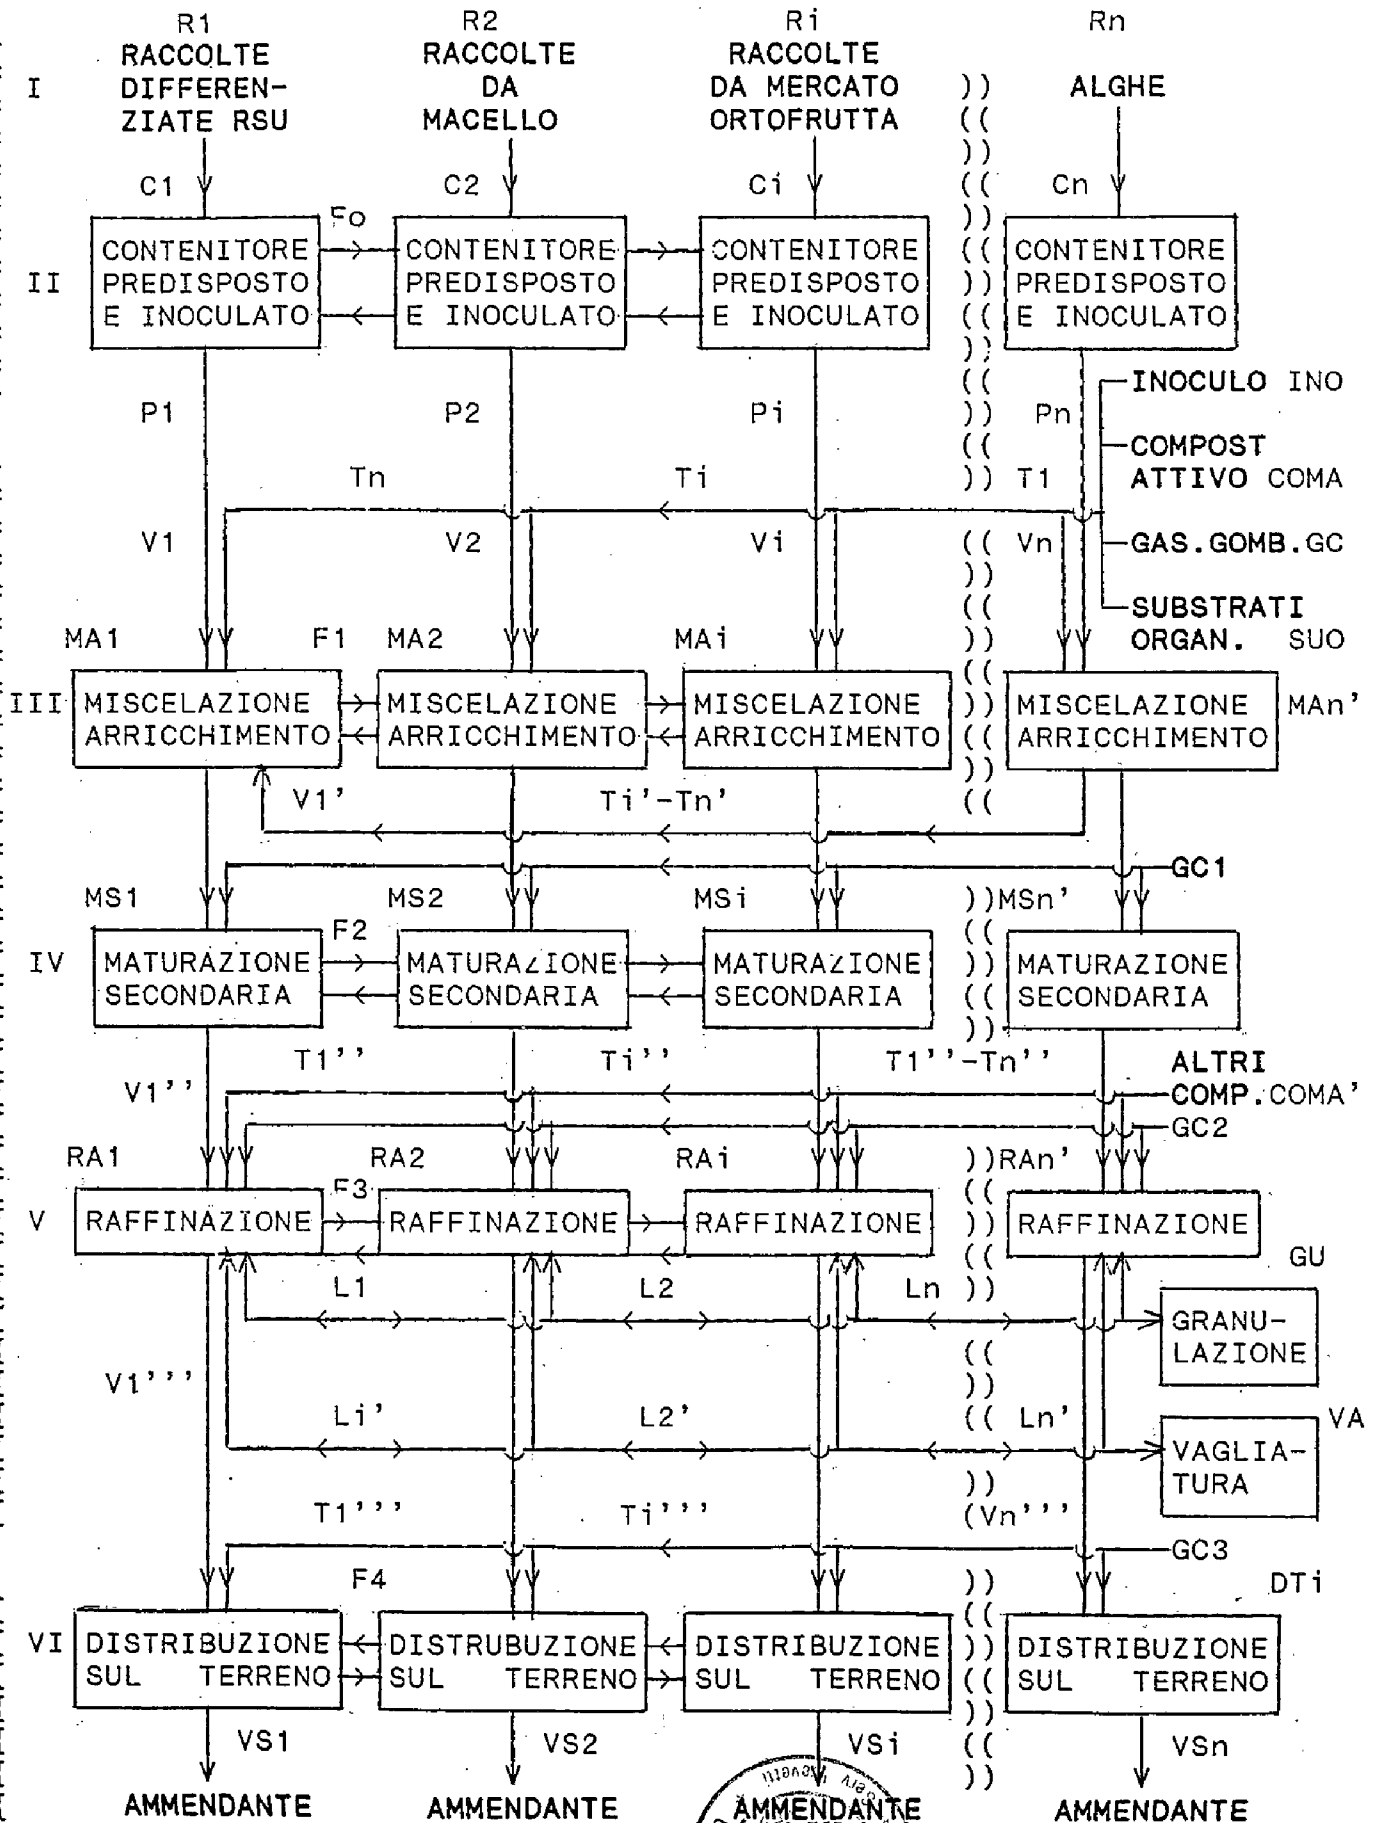 R1 R2 Ri Rn
RACCOLTE RACCOLTE RACCOLTE
I DIFFEREN- DA DA MERCATO )) ALGHE
ZIATE RSU MACELLO ORTOFRUTTA ((
C1 C2 Ci Cn
Fo
CONTENITORE CONTENITORE CONTENITORE CONTENITORE
II PREDISPOSTO PREDISPOSTO PREDISPOSTO PREDISPOSTO
E INOCULATO E INOCULATO E INOCULATO E INOCULATO
INOCULO INO
P1 P2 Pi Pn
COMPOST
Tn Ti T1 ATTIVO COMA
V1 V2 Vi Vn GAS.GOMB.GC
SUBSTRATI
MA1 F1 MA2 MAi ORGAN. SUO
III MISCELAZIONE MISCELAZIONE MISCELAZIONE MISCELAZIONE MAn'
ARRICCHIMENTO ARRICCHIMENTO ARRICCHIMENTO ARRICCHIMENTO
V1' Ti'-Tn'
GC1
MS1 MS2 MSi MSn'
F2
IV MATURAZIONE MATURAZIONE MATURAZIONE MATURAZIONE
SECONDARIA SECONDARIA SECONDARIA SECONDARIA
T1'' Ti'' T1''-Tn'' ALTRI
V1'' COMP.COMA'
GC2
RA1 RA2 RAi RAn'
F3
V RAFFINAZIONE RAFFINAZIONE RAFFINAZIONE RAFFINAZIONE
GU
L1 L2 Ln
GRANU-
LAZIONE
V1'''
Li' L2' Ln' VA
VAGLIA-
TURA
T1''' Ti''' Vn'''
GC3
F4 DTi
VI DISTRIBUZIONE DISTRUBUZIONE DISTRIBUZIONE DISTRIBUZIONE
SUL TERRENO SUL TERRENO SUL TERRENO SUL TERRENO
VS1 VS2 VSi VSn
AMMENDANTE AMMENDANTE AMMENDANTE AMMENDANTE